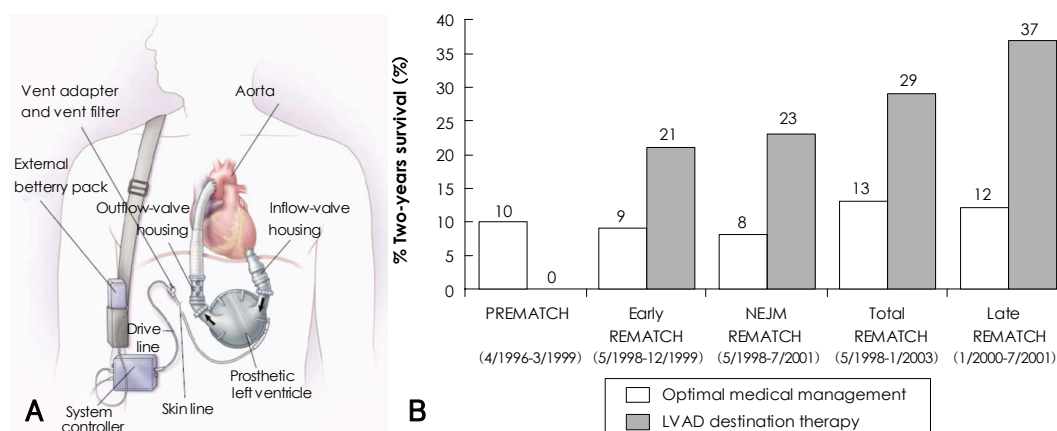 Vent adapter
and vent filter
Aorta
External
betterry pack
Outflow-valve
housing
Inflow-valve
housing
Drive
line
Prosthetic
left ventricle
Skin line
System
controller
A
% Two-years survival (%)
40
35
30
25
20
15
10
5
0
10
0
9
21
8
23
13
29
12
37
PREMATCH
(4/1996-3/1999)
Early
REMATCH
(5/1998-12/1999)
NEJM
REMATCH
(5/1998-7/2001)
Total
REMATCH
(5/1998-1/2003)
Late
REMATCH
(1/2000-7/2001)
Optimal medical management
LVAD destination therapy
B